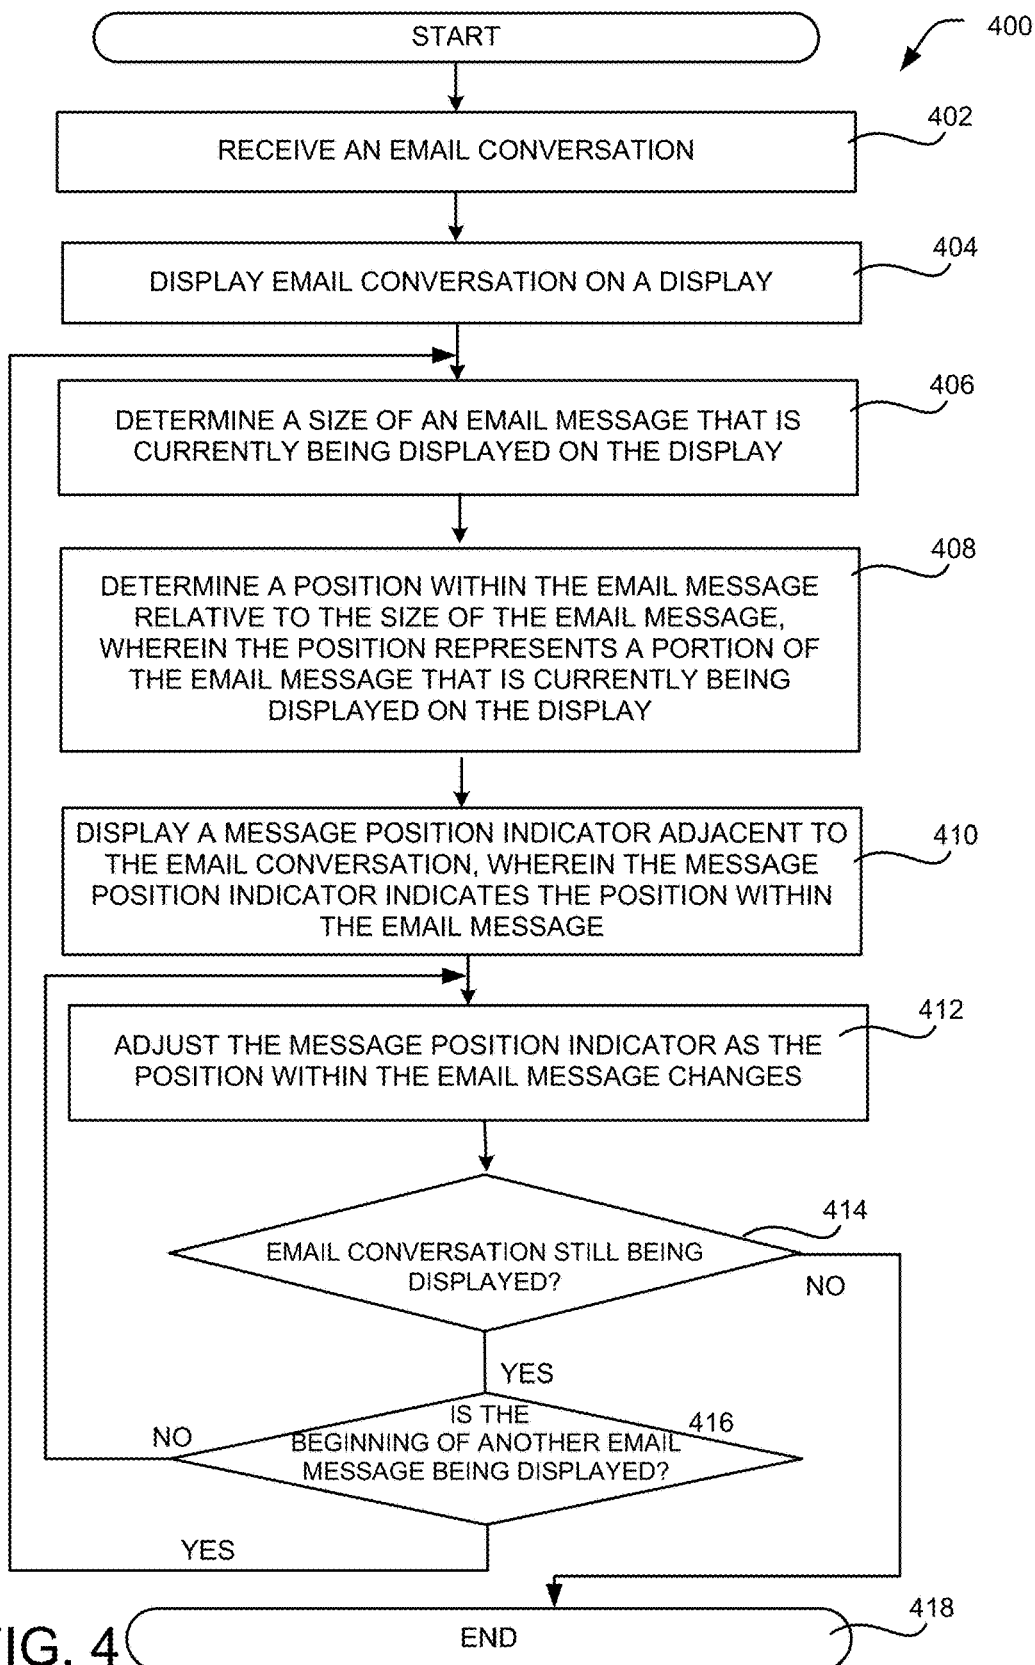 START
400
402
RECEIVE AN EMAIL CONVERSATION
404
DISPLAY EMAIL CONVERSATION ON A DISPLAY
406
DETERMINE A SIZE OF AN EMAIL MESSAGE THAT IS
CURRENTLY BEING DISPLAYED ON THE DISPLAY
408
DETERMINE A POSITION WITHIN THE EMAIL MESSAGE
RELATIVE TO THE SIZE OF THE EMAIL MESSAGE,
WHEREIN THE POSITION REPRESENTS A PORTION OF
THE EMAIL MESSAGE THAT IS CURRENTLY BEING
DISPLAYED ON THE DISPLAY
410
DISPLAY A MESSAGE POSITION INDICATOR ADJACENT TO
THE EMAIL CONVERSATION, WHEREIN THE MESSAGE
POSITION INDICATOR INDICATES THE POSITION WITHIN
THE EMAIL MESSAGE
412
ADJUST THE MESSAGE POSITION INDICATOR AS THE
POSITION WITHIN THE EMAIL MESSAGE CHANGES
414
EMAIL CONVERSATION STILL BEING
DISPLAYED?
NO
YES
416
IS THE
BEGINNING OF ANOTHER EMAIL
MESSAGE BEING DISPLAYED?
NO
YES
418
END
IG. 4